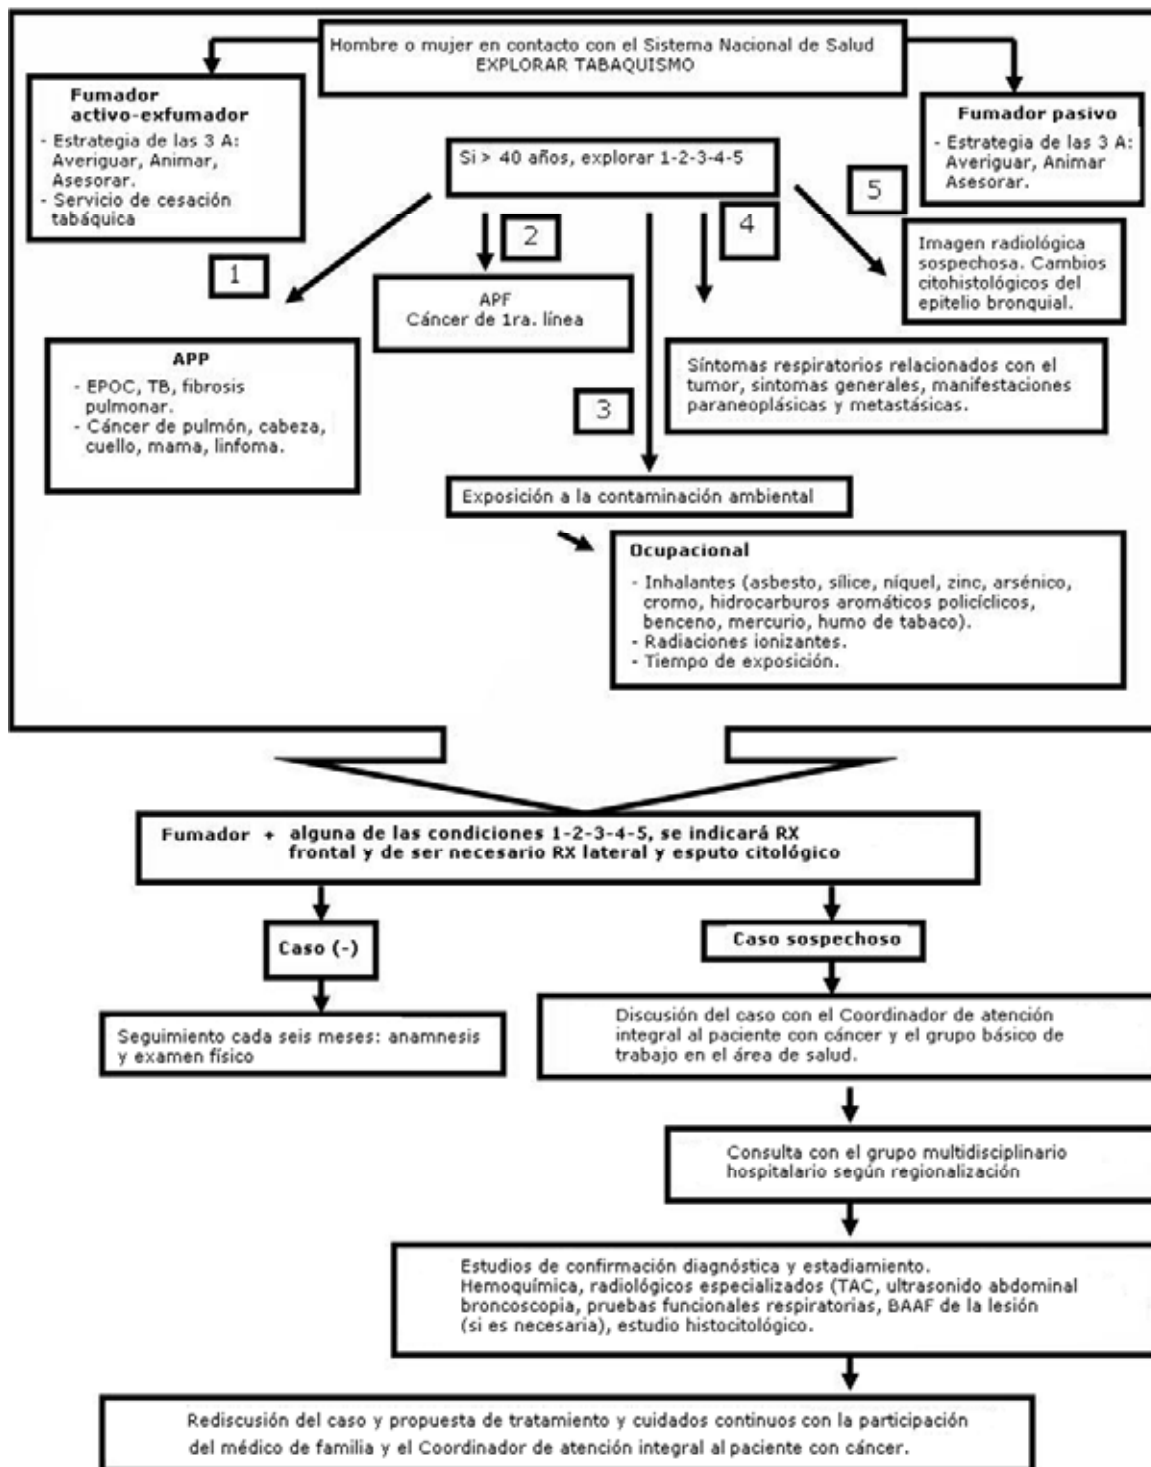 Hombre o mujer en contacto con el Sistema Nacional de Salud
EXPLORAR TABAQUISMO
Fumador
activo-exfumador
- Estrategia de las 3 A:
Averiguar, Animar,
Asesorar.
- Servicio de cesación
tabáquica
Fumador pasivo
- Estrategia de las 3 A:
Averiguar, Animar
Asesorar.
Si > 40 años, explorar 1-2-3-4-5
1
2
3
4
5
APP
- EPOC, TB, fibrosis
pulmonar.
- Cáncer de pulmón, cabeza,
cuello, mama, linfoma.
APF
Cáncer de 1ra. línea
Imagen radiológica
sospechosa. Cambios
citohistológicos del
epitelio bronquial.
Síntomas respiratorios relacionados con el
tumor, sintomas generales, manifestaciones
paraneoplásicas y metastásicas.
Exposición a la contaminación ambiental
Ocupacional
- Inhalantes (asbesto, sílice, níquel, zinc, arsénico,
cromo, hidrocarburos aromáticos policíclicos,
benceno, mercurio, humo de tabaco).
- Radiaciones ionizantes.
- Tiempo de exposición.
Fumador + alguna de las condiciones 1-2-3-4-5, se indicará RX
frontal y de ser necesario RX lateral y esputo citológico
Caso (-)
Caso sospechoso
Seguimiento cada seis meses: anamnesis
y examen físico
Discusión del caso con el Coordinador de atención
integral al paciente con cáncer y el grupo básico de
trabajo en el área de salud.
Consulta con el grupo multidisciplinario
hospitalario según regionalización
Estudios de confirmación diagnóstica y estadiamiento.
Hemoquímica, radiológicos especializados (TAC, ultrasonido abdominal
broncoscopia, pruebas funcionales respiratorias, BAAF de la lesión
(si es necesaria), estudio histocitológico.
Rediscusión del caso y propuesta de tratamiento y cuidados continuos con la participación
del médico de familia y el Coordinador de atención integral al paciente con cáncer.